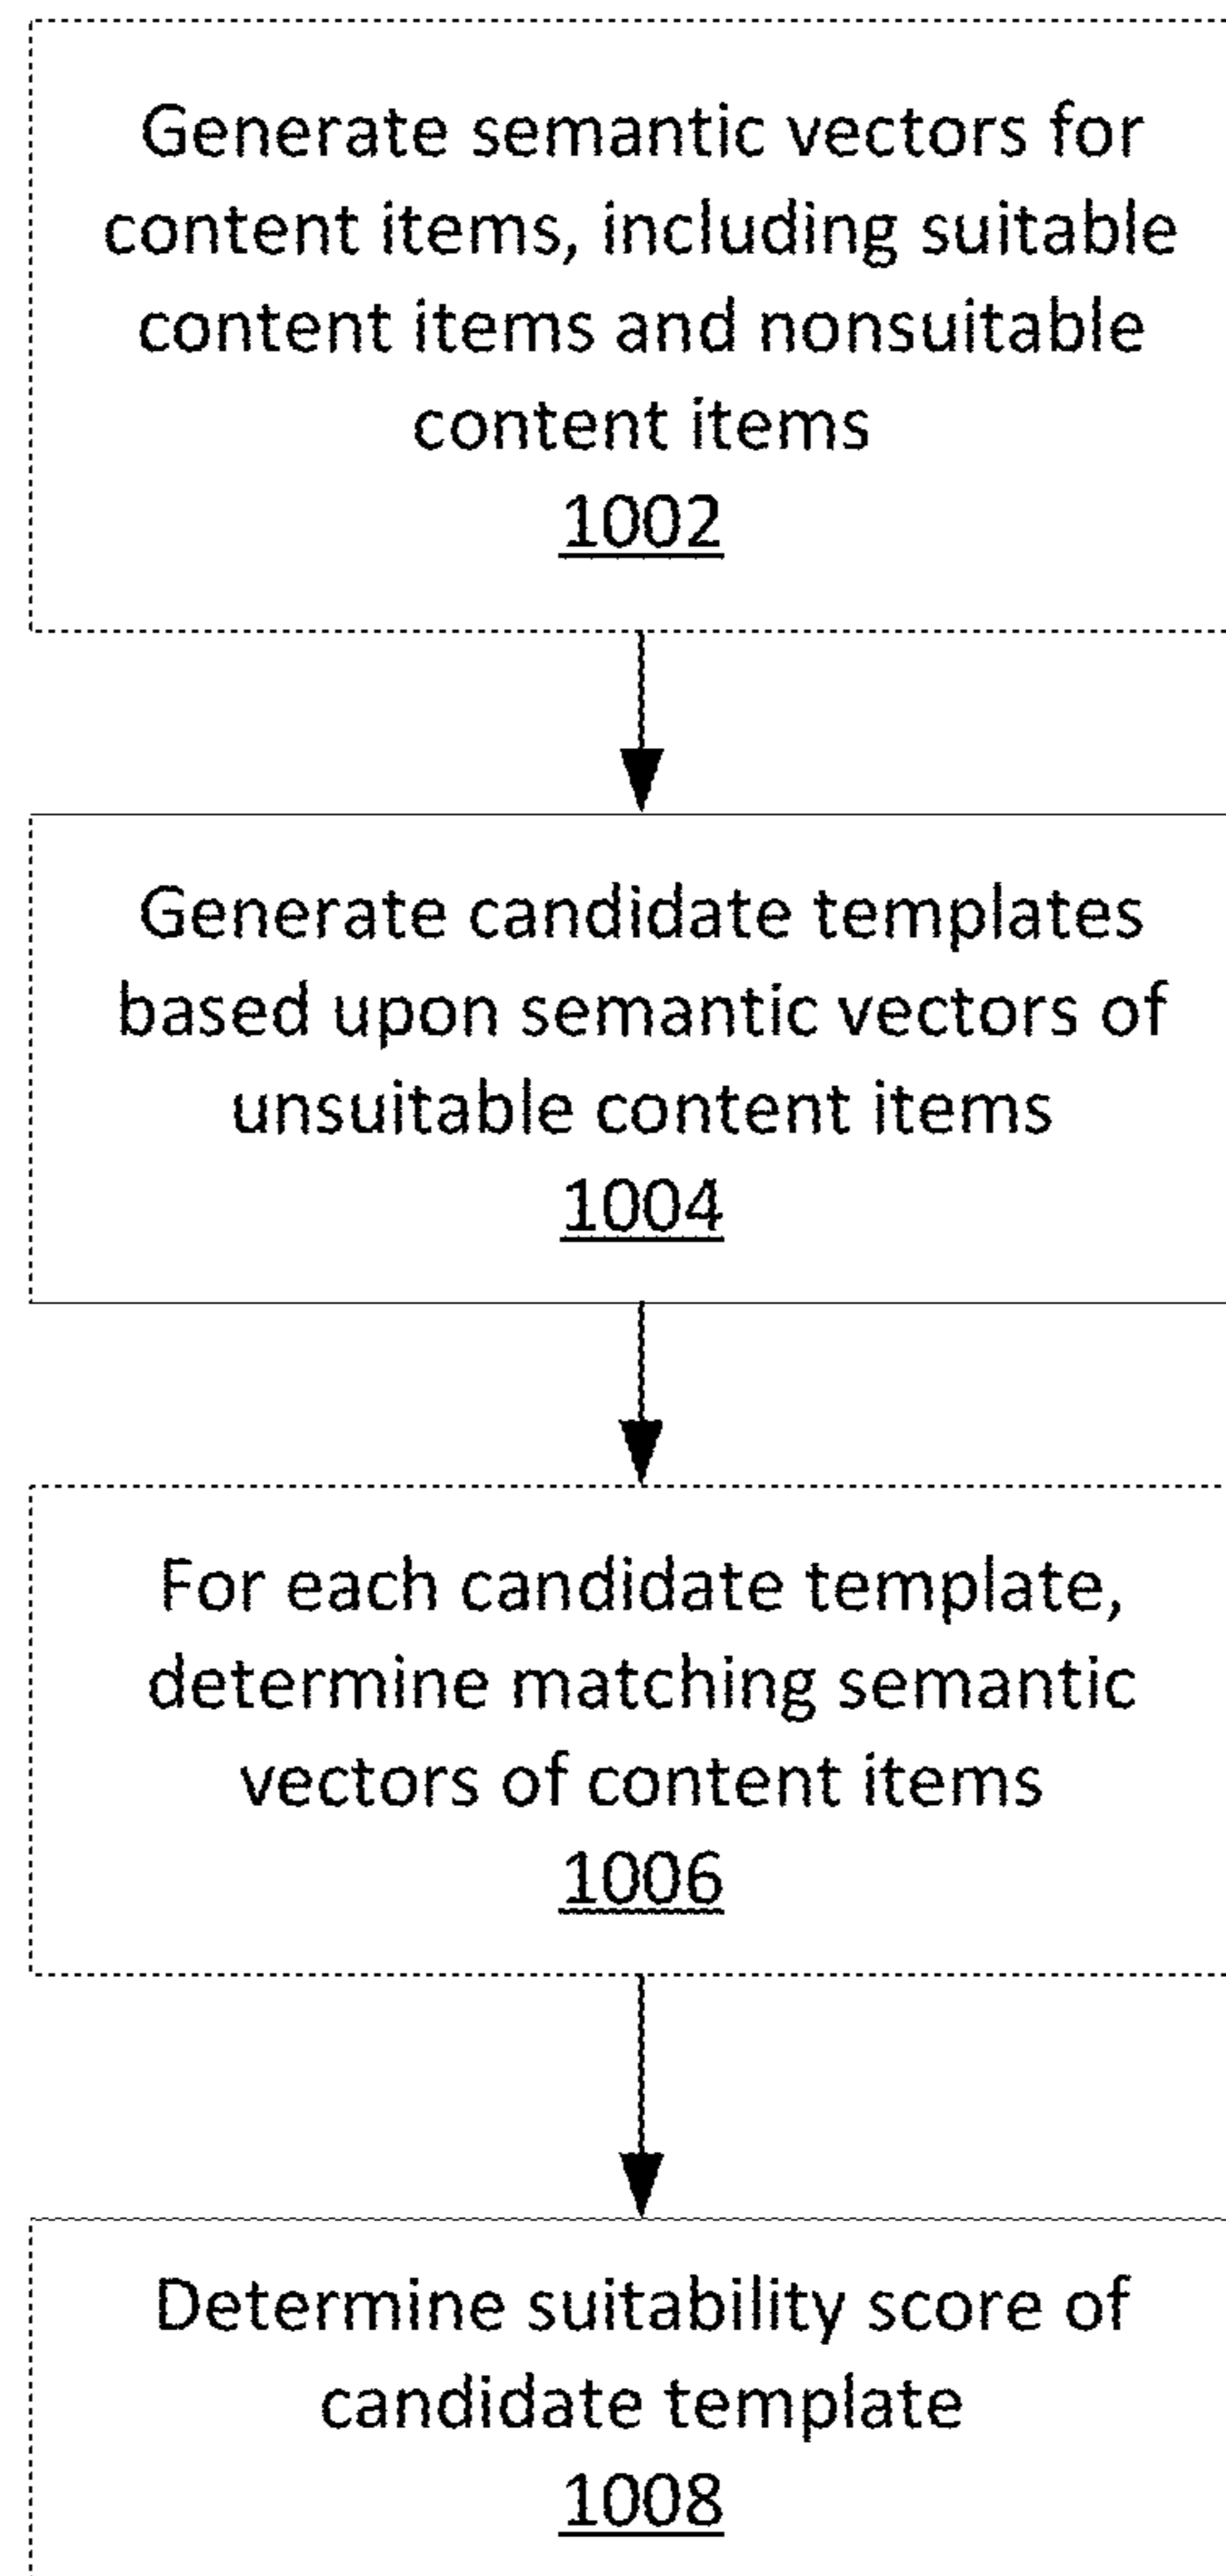 Generate semantic vectors for
content items, including suitable
content items and nonsuitable
content items
1002
Generate candidate templates
based upon semantic vectors of
unsuitable content items
1004
For each candidate template,
determine matching semantic
vectors of content items
1006
Determine suitability score of
candidate template
1008